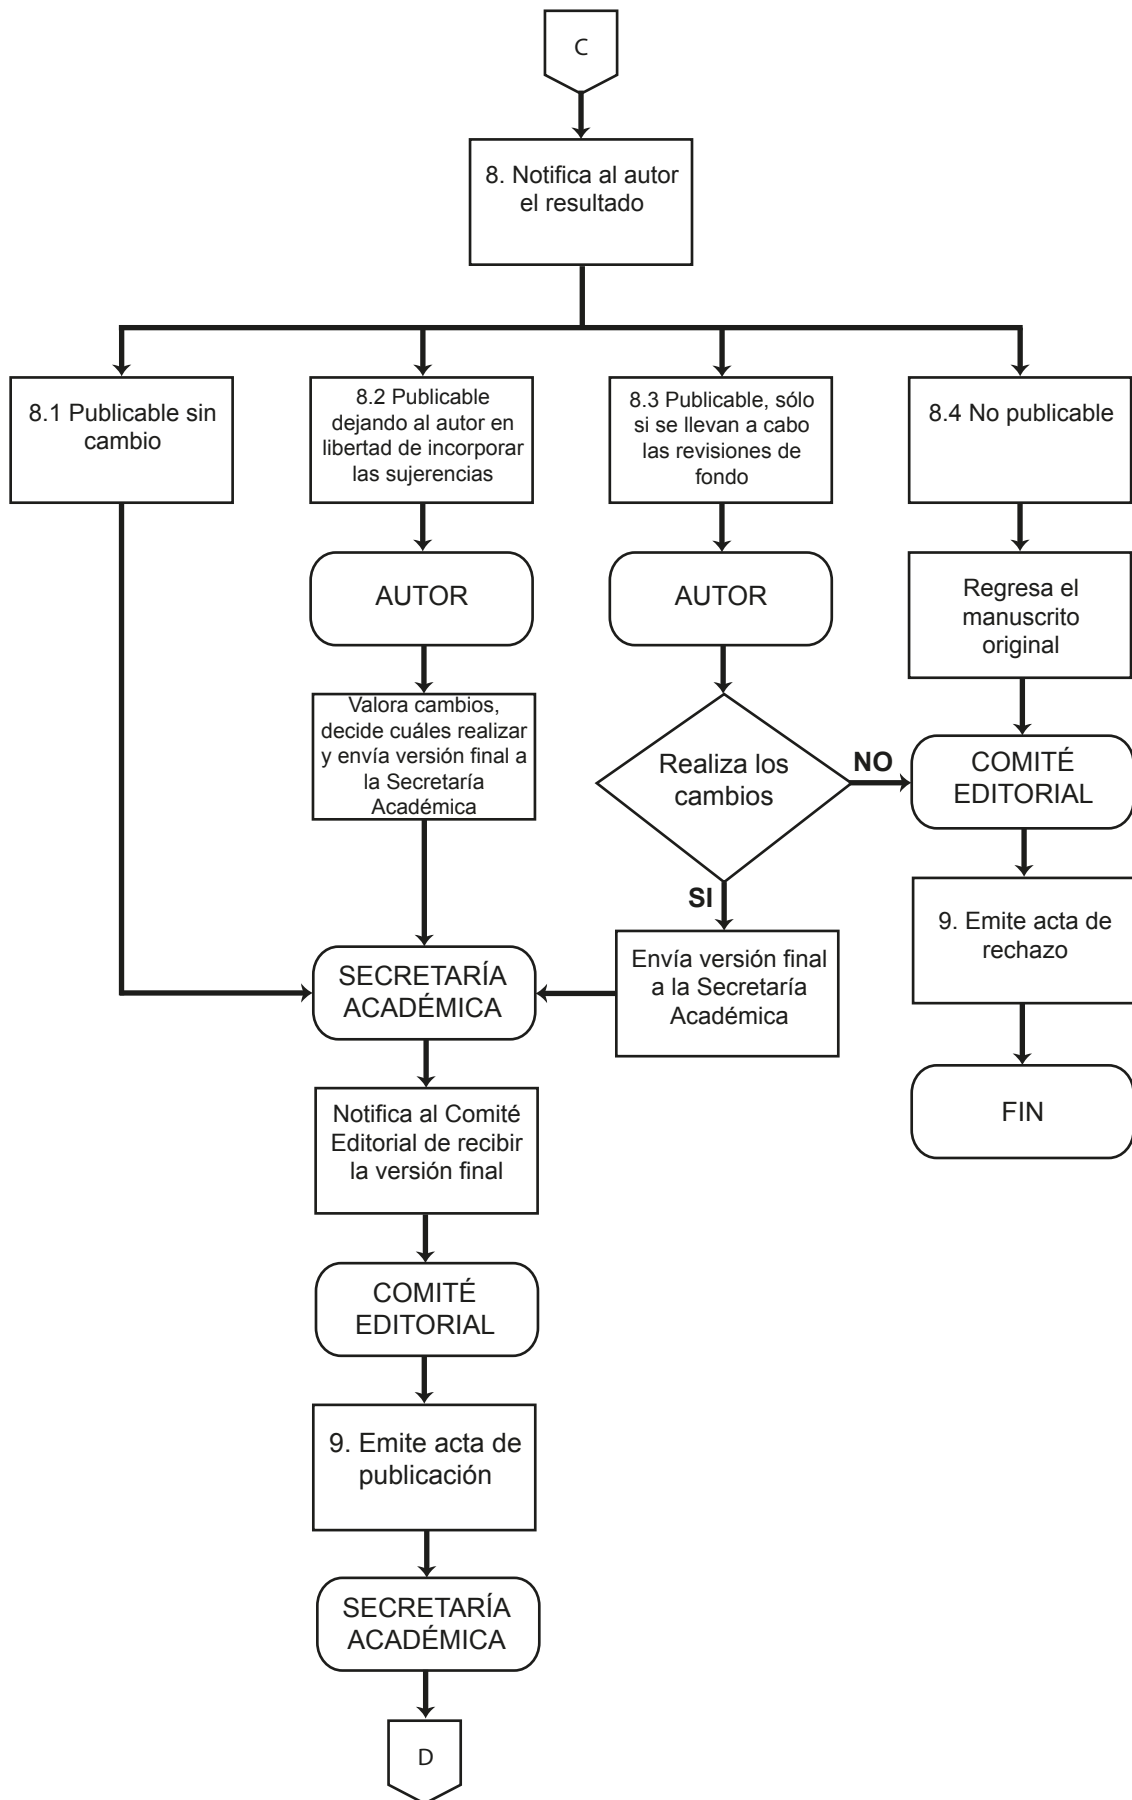 C
8. Notifica al autor
el resultado
8.1 Publicable sin
cambio
8.2 Publicable
dejando al autor en
libertad de incorporar
las sujerencias
8.3 Publicable, sólo
si se llevan a cabo
las revisiones de
fondo
8.4 No publicable
AUTOR
AUTOR
Regresa el
manuscrito
original
Valora cambios,
decide cuáles realizar
y envía versión final a
la Secretaría
Académica
Realiza los
cambios
NO
COMITÉ
EDITORIAL
SI
9. Emite acta de
rechazo
SECRETARÍA
ACADÉMICA
Envía versión final
a la Secretaría
Académica
FIN
Notifica al Comité
Editorial de recibir
la versión final
COMITÉ
EDITORIAL
9. Emite acta de
publicación
SECRETARÍA
ACADÉMICA
D